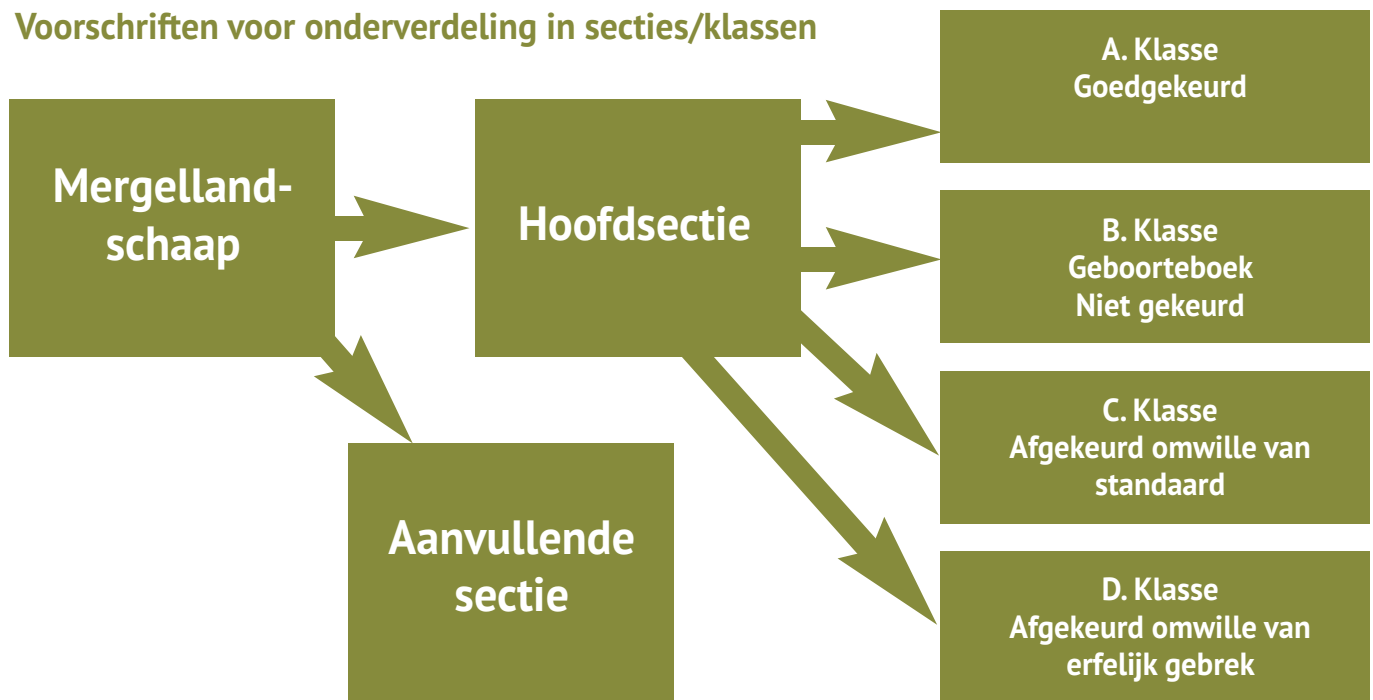 Voorschriften voor onderverdeling in secties/klassen
Mergelland-
schaap
Hoofdsectie
Aanvullende
sectie
A. Klasse
Goedgekeurd
B. Klasse
Geboorteboek
Niet gekeurd
C. Klasse
Afgekeurd omwille van
standaard
D. Klasse
Afgekeurd omwille van
erfelijk gebrek